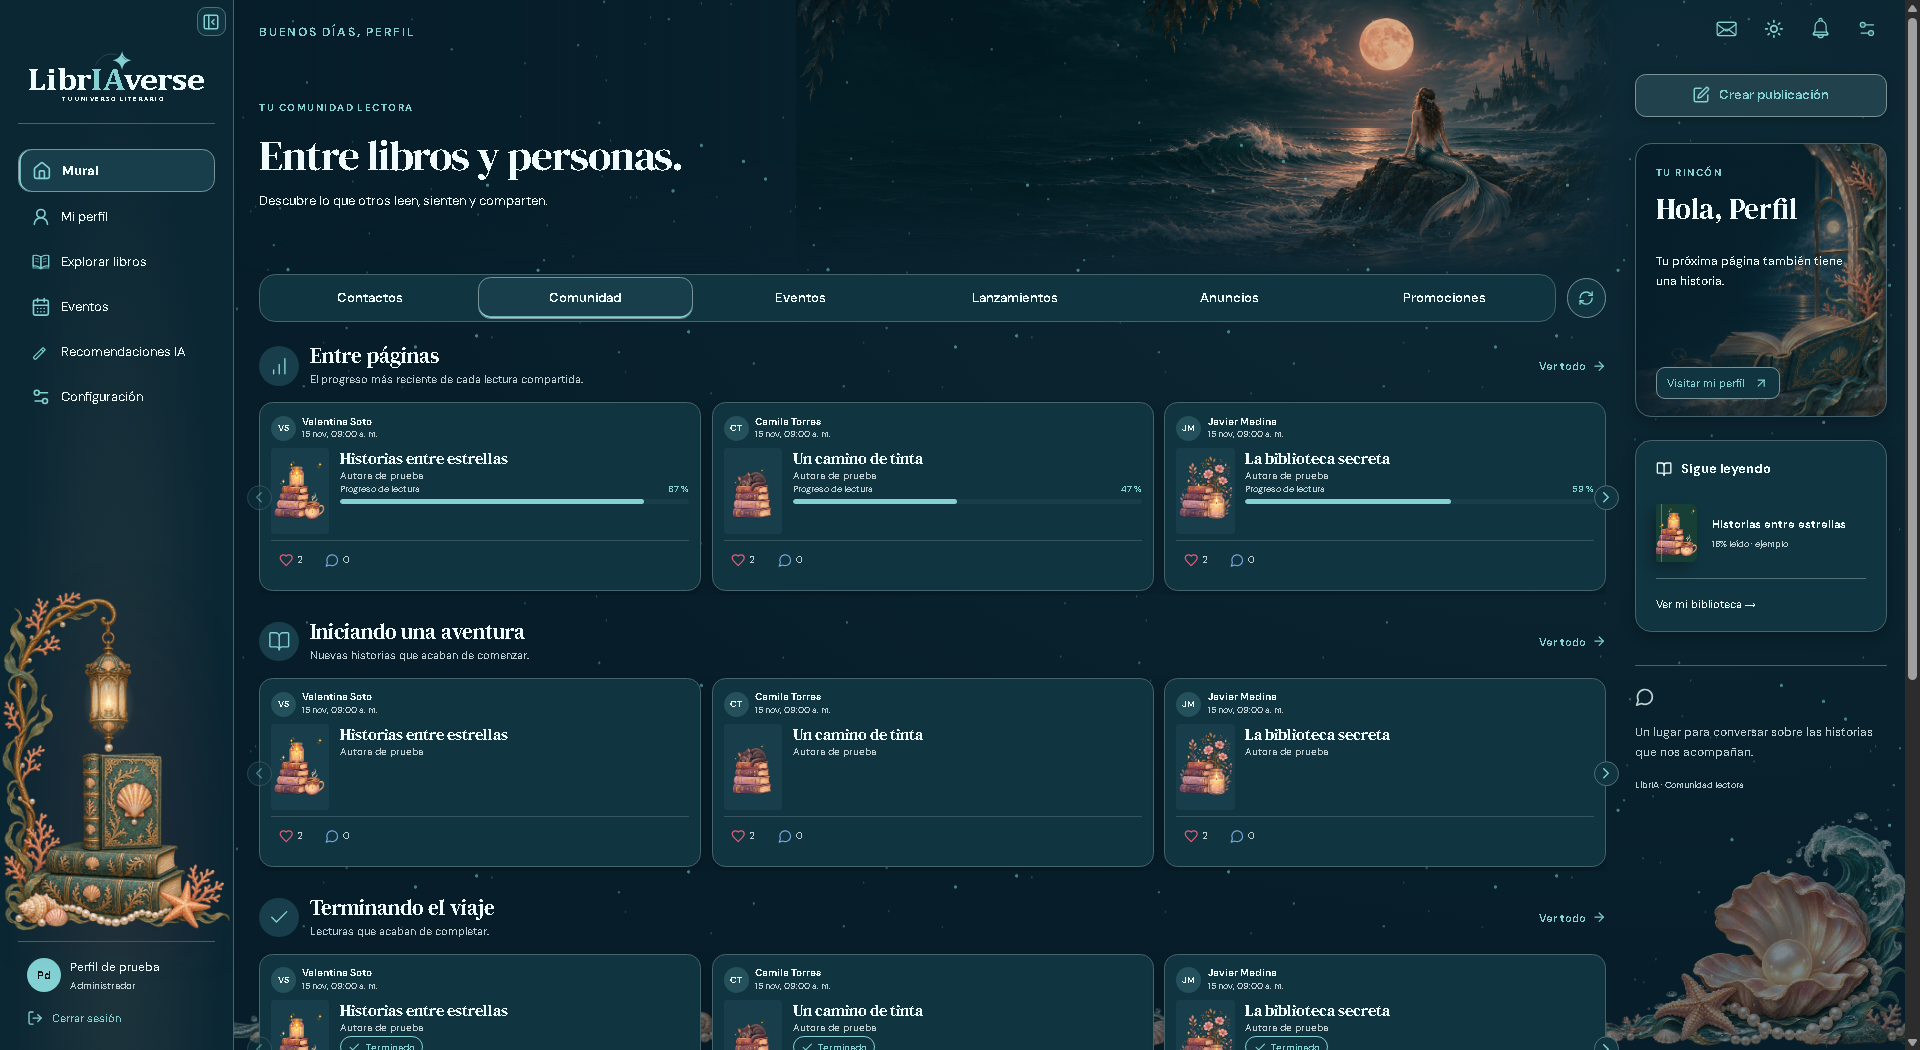 LibrIAverse
TU UNIVERSO LITERARIO
Mural
Mi perfil
Explorar libros
Eventos
Recomendaciones IA
Configuración
Pd
Perfil de prueba
Administrador
Cerrar sesión
BUENOS DÍAS, PERFIL
TU COMUNIDAD LECTORA
Entre libros y personas.
Descubre lo que otros leen, sienten y comparten.
Contactos
Comunidad
Eventos
Lanzamientos
Anuncios
Promociones
Entre páginas
El progreso más reciente de cada lectura compartida.
Ver todo
VS
Valentina Soto
15 nov, 09:00 a. m.
Historias entre estrellas
Autora de prueba
Progreso de lectura
87 %
2
0
CT
Camila Torres
15 nov, 09:00 a. m.
Un camino de tinta
Autora de prueba
Progreso de lectura
47 %
2
0
JM
Javier Medina
15 nov, 09:00 a. m.
La biblioteca secreta
Autora de prueba
Progreso de lectura
59 %
2
0
Iniciando una aventura
Nuevas historias que acaban de comenzar.
Ver todo
VS
Valentina Soto
15 nov, 09:00 a. m.
Historias entre estrellas
Autora de prueba
2
0
CT
Camila Torres
15 nov, 09:00 a. m.
Un camino de tinta
Autora de prueba
2
0
JM
Javier Medina
15 nov, 09:00 a. m.
La biblioteca secreta
Autora de prueba
2
0
Terminando el viaje
Lecturas que acaban de completar.
Ver todo
VS
Valentina Soto
15 nov, 09:00 a. m.
Historias entre estrellas
Autora de prueba
Terminado
CT
Camila Torres
15 nov, 09:00 a. m.
Un camino de tinta
Autora de prueba
Terminado
JM
Javier Medina
15 nov, 09:00 a. m.
La biblioteca secreta
Autora de prueba
Terminado
Crear publicación
TU RINCÓN
Hola, Perfil
Tu próxima página también tiene
una historia.
Visitar mi perfil
Sigue leyendo
Historias entre estrellas
18% leído · ejemplo
Ver mi biblioteca →
Un lugar para conversar sobre las historias
que nos acompañan.
LibrIA · Comunidad lectora